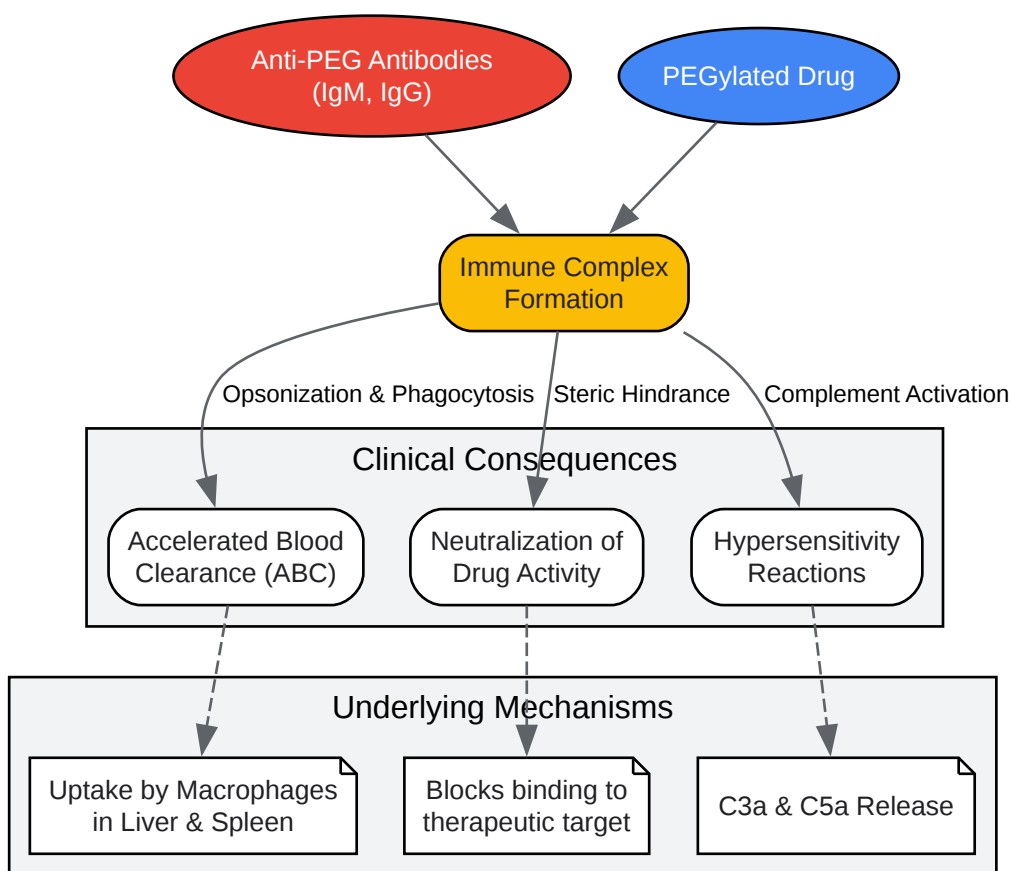 Anti-PEG Antibodies
(IgM, IgG)
PEGylated Drug
Immune Complex
Formation
Opsonization & Phagocytosis
Steric Hindrance
Complement Activation
Clinical Consequences
Accelerated Blood
Clearance (ABC)
Neutralization of
Drug Activity
Hypersensitivity
Reactions
Underlying Mechanisms
Uptake by Macrophages
in Liver & Spleen
Blocks binding to
therapeutic target
C3a & C5a Release